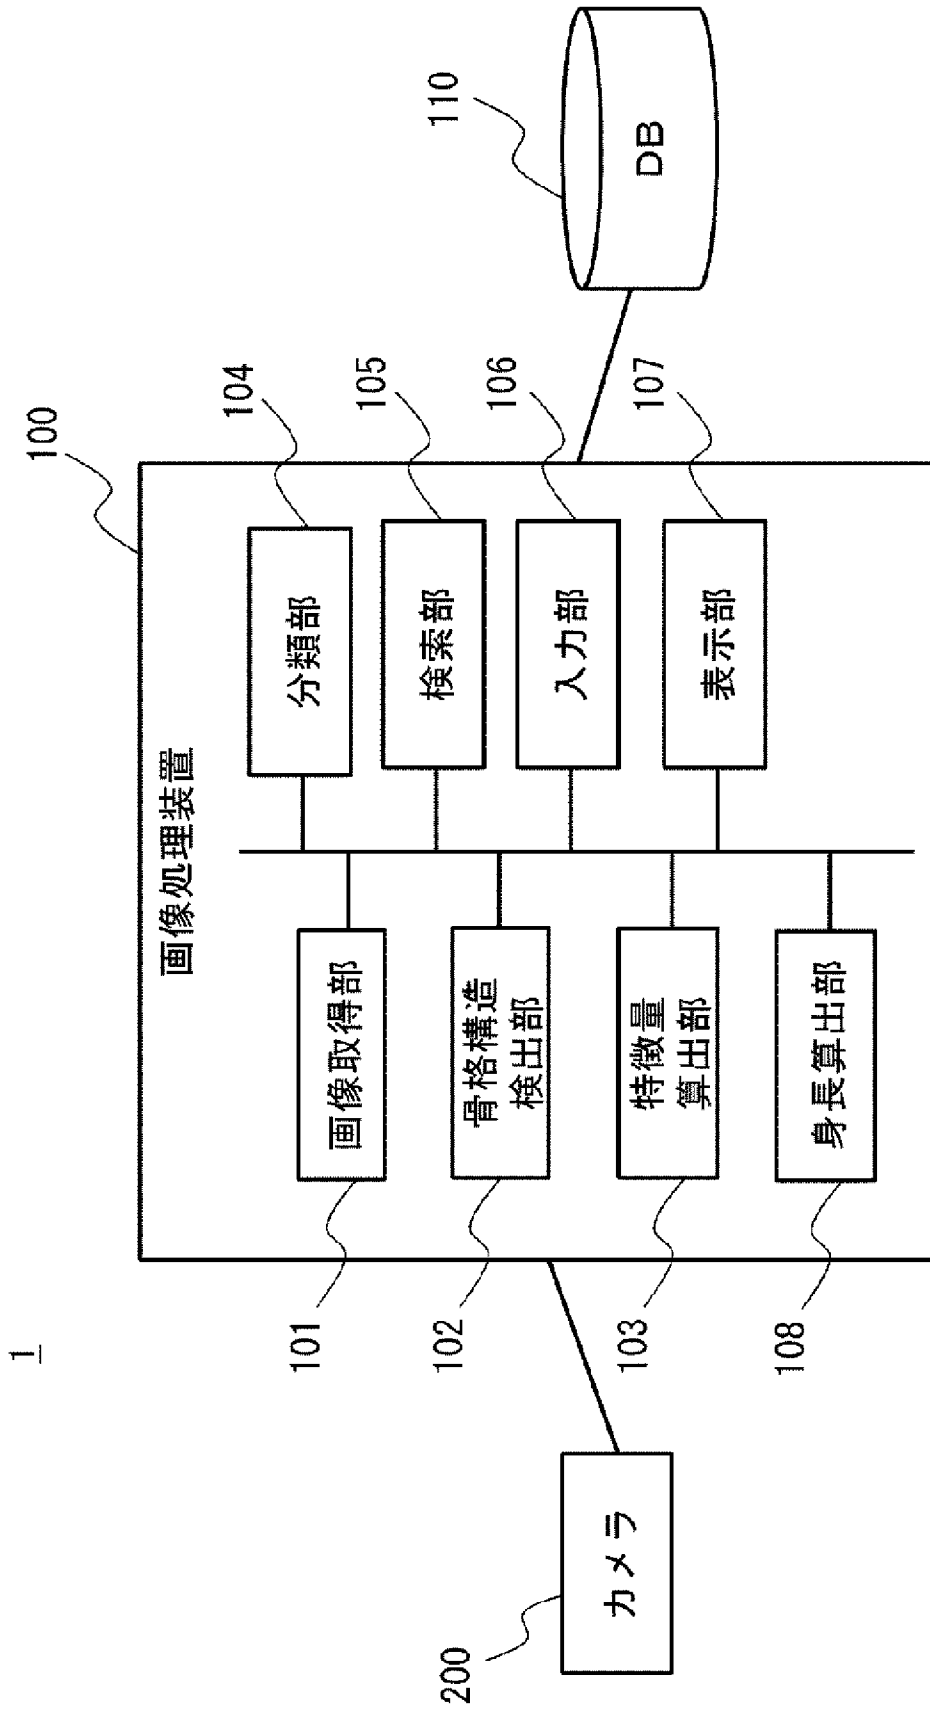 1
100
画像処理装置
101
画像取得部
102
骨格構造
検出部
103
特徴量
算出部
108
身長算出部
104
分類部
105
検索部
106
入力部
107
表示部
200
カメラ
110
DB